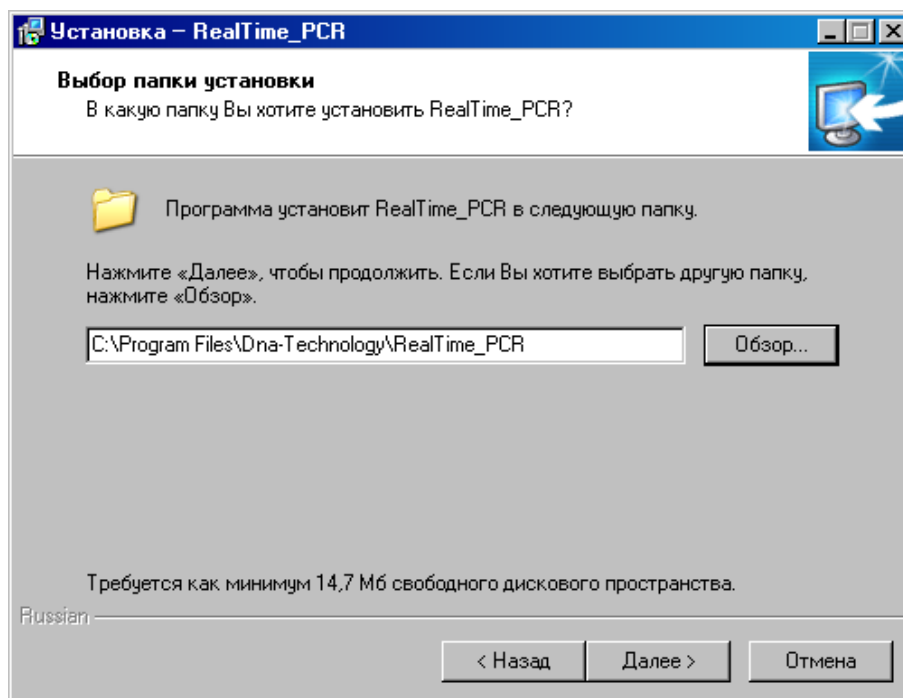 Установка – RealTime_PCR
Выбор папки установки
В какую папку Вы хотите установить RealTime_PCR?
Программа установит RealTime_PCR в следующую папку.
Нажмите «Далее», чтобы продолжить. Если Вы хотите выбрать другую папку,
нажмите «Обзор».
C:\Program Files\Dna-Technology\RealTime_PCR
Обзор...
Требуется как минимум 14,7 Мб свободного дискового пространства.
Russian
< Назад
Далее >
Отмена